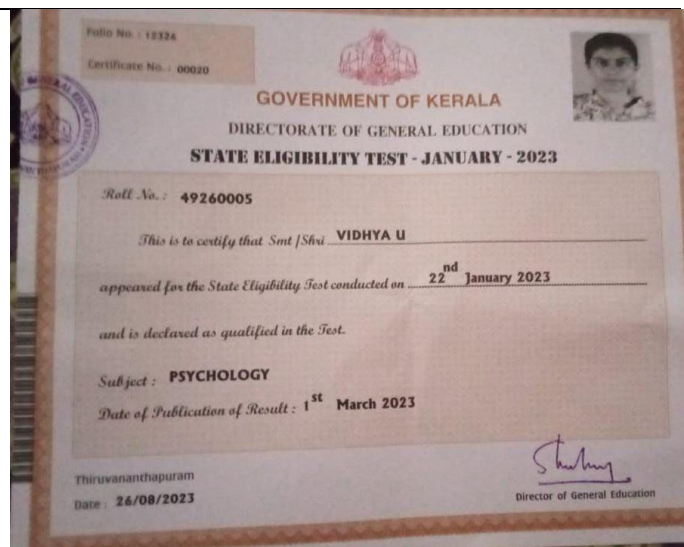 Folio No. : 12326
Certificate No. : 00020
GOVERNMENT OF KERALA
DIRECTORATE OF GENERAL EDUCATION
STATE ELIGIBILITY TEST - JANUARY - 2023
Roll No. : 49260005
This is to certify that Smt /Shri VIDHYA U
appeared for the State Eligibility Test conducted on 22nd January 2023
and is declared as qualified in the Test.
Subject : PSYCHOLOGY
Date of Publication of Result : 1st March 2023
Thiruvananthapuram
Date : 26/08/2023
Director of General Education